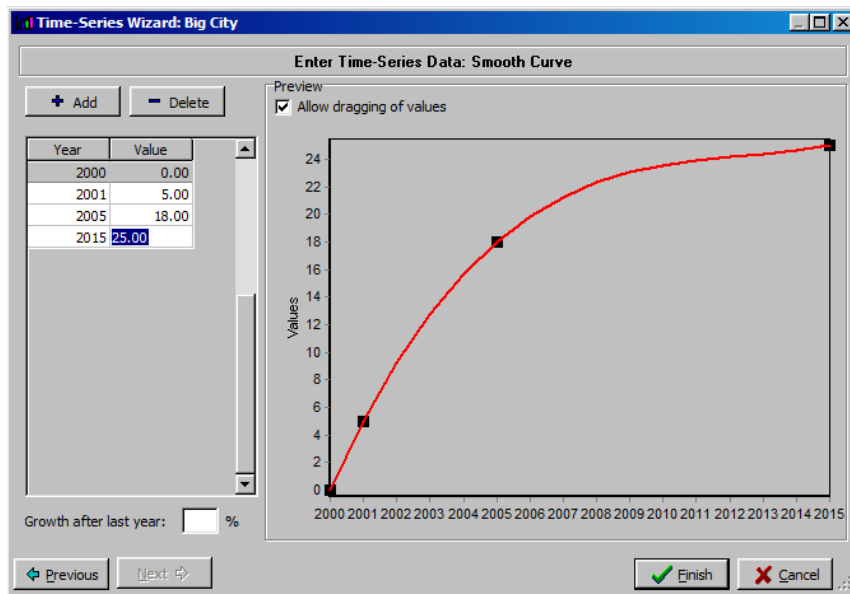 Time-Series Wizard: Big City
Enter Time-Series Data: Smooth Curve
Add
Delete
Year Value
2000 0.00
2001 5.00
2005 18.00
2015 25.00
Growth after last year: %
Preview
Allow dragging of values
Values
24
22
20
18
16
14
12
10
8
6
4
2
0
2000 2001 2002 2003 2004 2005 2006 2007 2008 2009 2010 2011 2012 2013 2014 2015
Previous
Next
Finish
Cancel